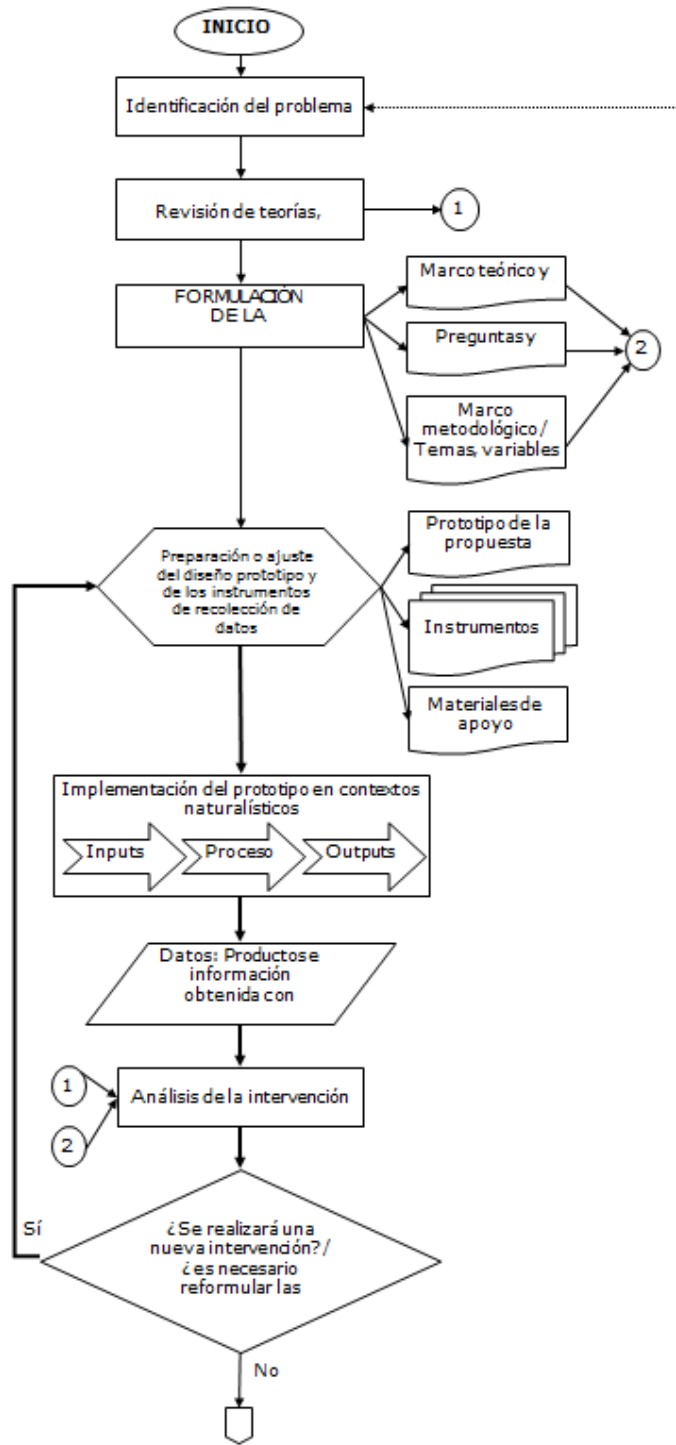 INICIO
Identificación del problema
Revisión de teorías,
1
FORMULACIÓN
DE LA
Marco teórico y
Preguntas y
2
Marco
metodológico/
Temas, variables
Preparación o ajuste
del diseño prototipo y
de los instrumentos
de recolección de
datos
Prototipo de la
propuesta
Instrumentos
Materiales de
apoyo
Implementación del prototipo en contextos
naturalísticos
Inputs Proceso Outputs
Datos: Productos e
información
obtenida con
1
Análisis de la intervención
2
Sí
¿Se realizará una
nueva intervención?/
¿es necesario
reformular las
No